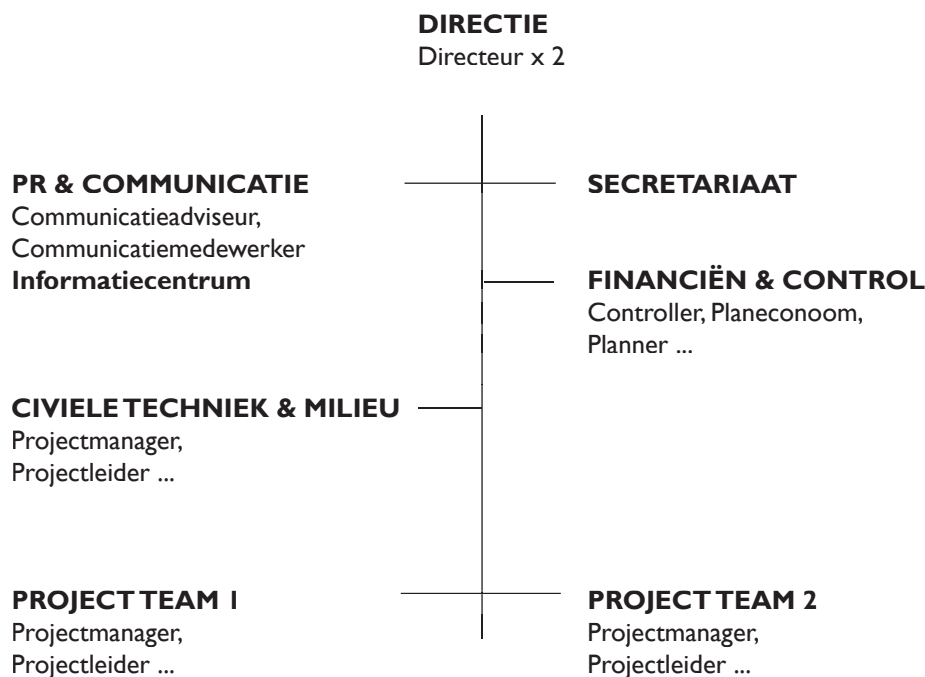 DIRECTIE
Directeur x 2
PR & COMMUNICATIE
Communicatieadviseur,
Communicatiemedewerker
Informatiecentrum
SECRETARIAAT
FINANCIËN & CONTROL
Controller, Planeconoom,
Planner ...
CIVIELE TECHNIEK & MILIEU
Projectmanager,
Projectleider ...
PROJECT TEAM 1
Projectmanager,
Projectleider ...
PROJECT TEAM 2
Projectmanager,
Projectleider ...